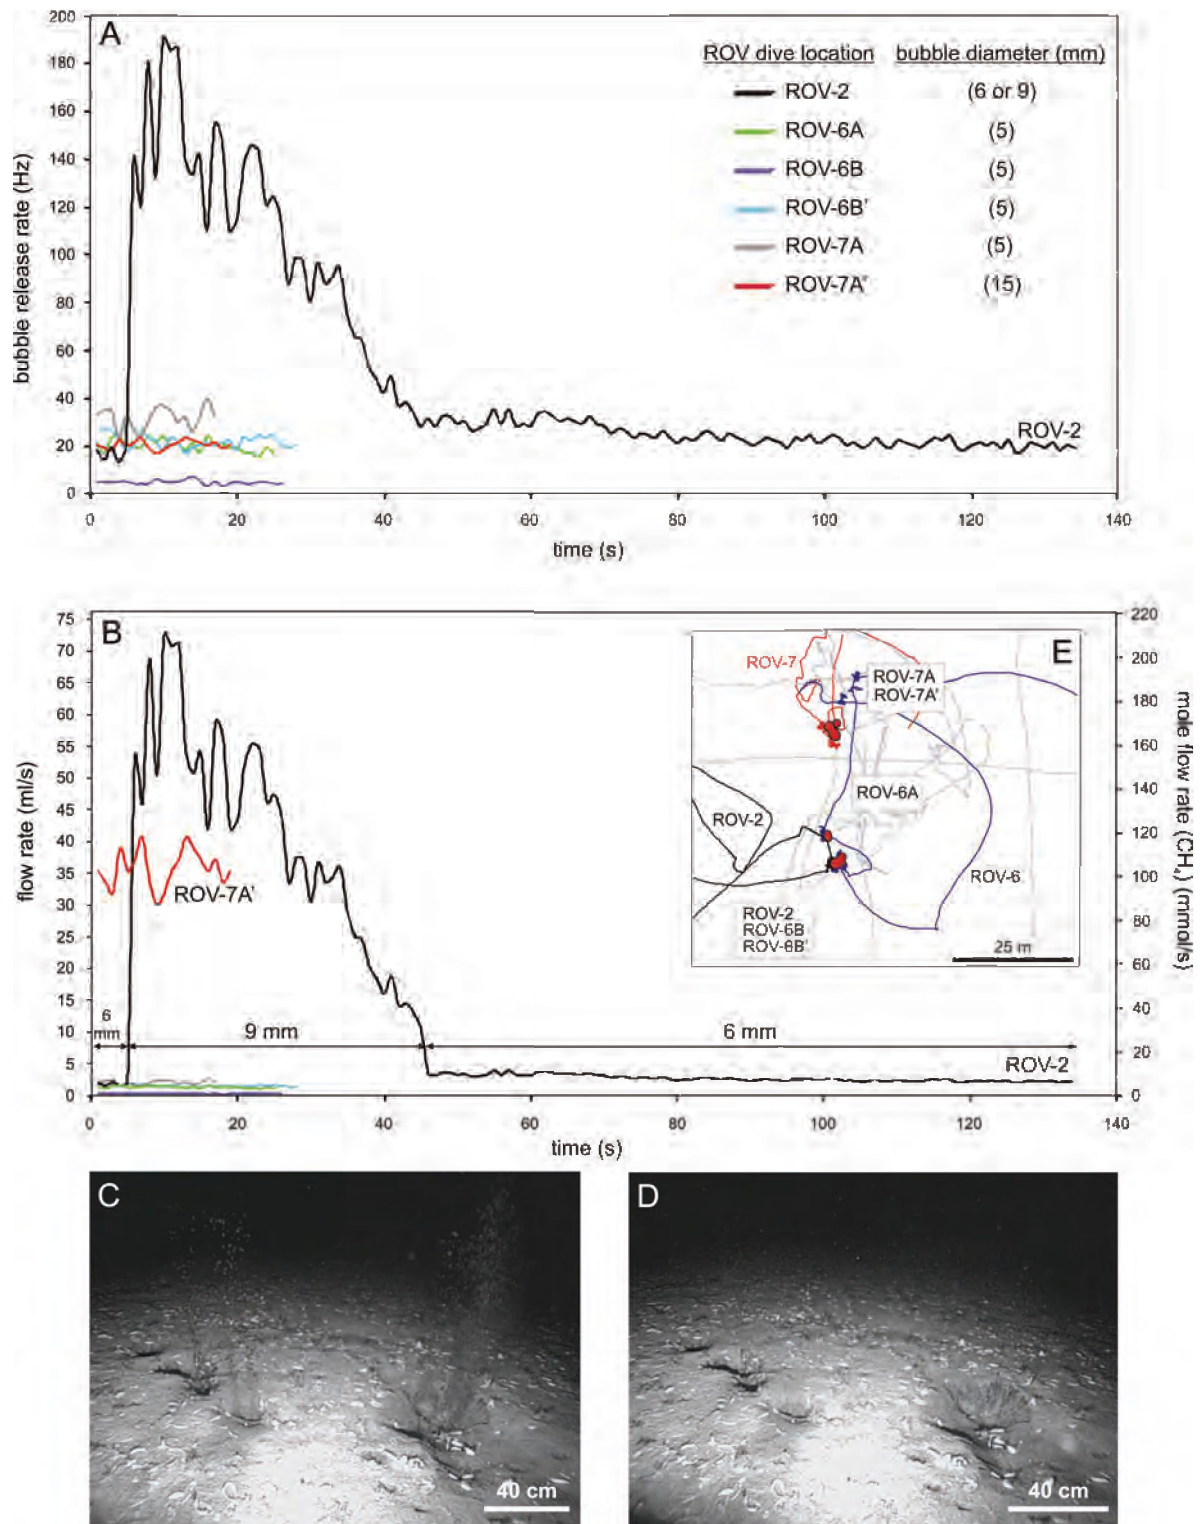 A
200
180
160
140
120
100
80
60
40
20
0
bubble release rate (Hz)
ROV dive location bubble diameter (mm)
ROV-2 (6 or 9)
ROV-6A (5)
ROV-6B (5)
ROV-6B' (5)
ROV-7A (5)
ROV-7A' (15)
ROV-2
0 20 40 60 80 100 120 140
time (s)
B
75
70
65
60
55
50
45
40
35
30
25
20
15
10
5
0
flow rate (ml/s)
ROV-7A'
6
mm
9 mm
6 mm
ROV-2
E
ROV-7
ROV-7A
ROV-7A'
ROV-6A
ROV-2
ROV-6
ROV-2
ROV-6B
ROV-6B'
25 m
220
200
180
160
140
120
100
80
60
40
20
0
mole flow rate (CH₄) (mmol/s)
0 20 40 60 80 100 120 140
time (s)
C
40 cm
D
40 cm